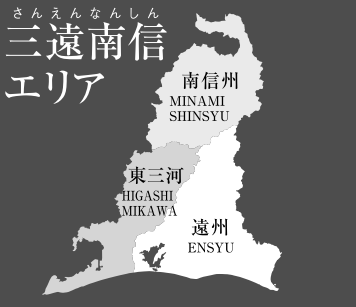 さんえんなんしん
三遠南信
エリア
南信州
MINAMI
SHINSYU
東三河
HIGASHI
MIKAWA
遠州
ENSYU